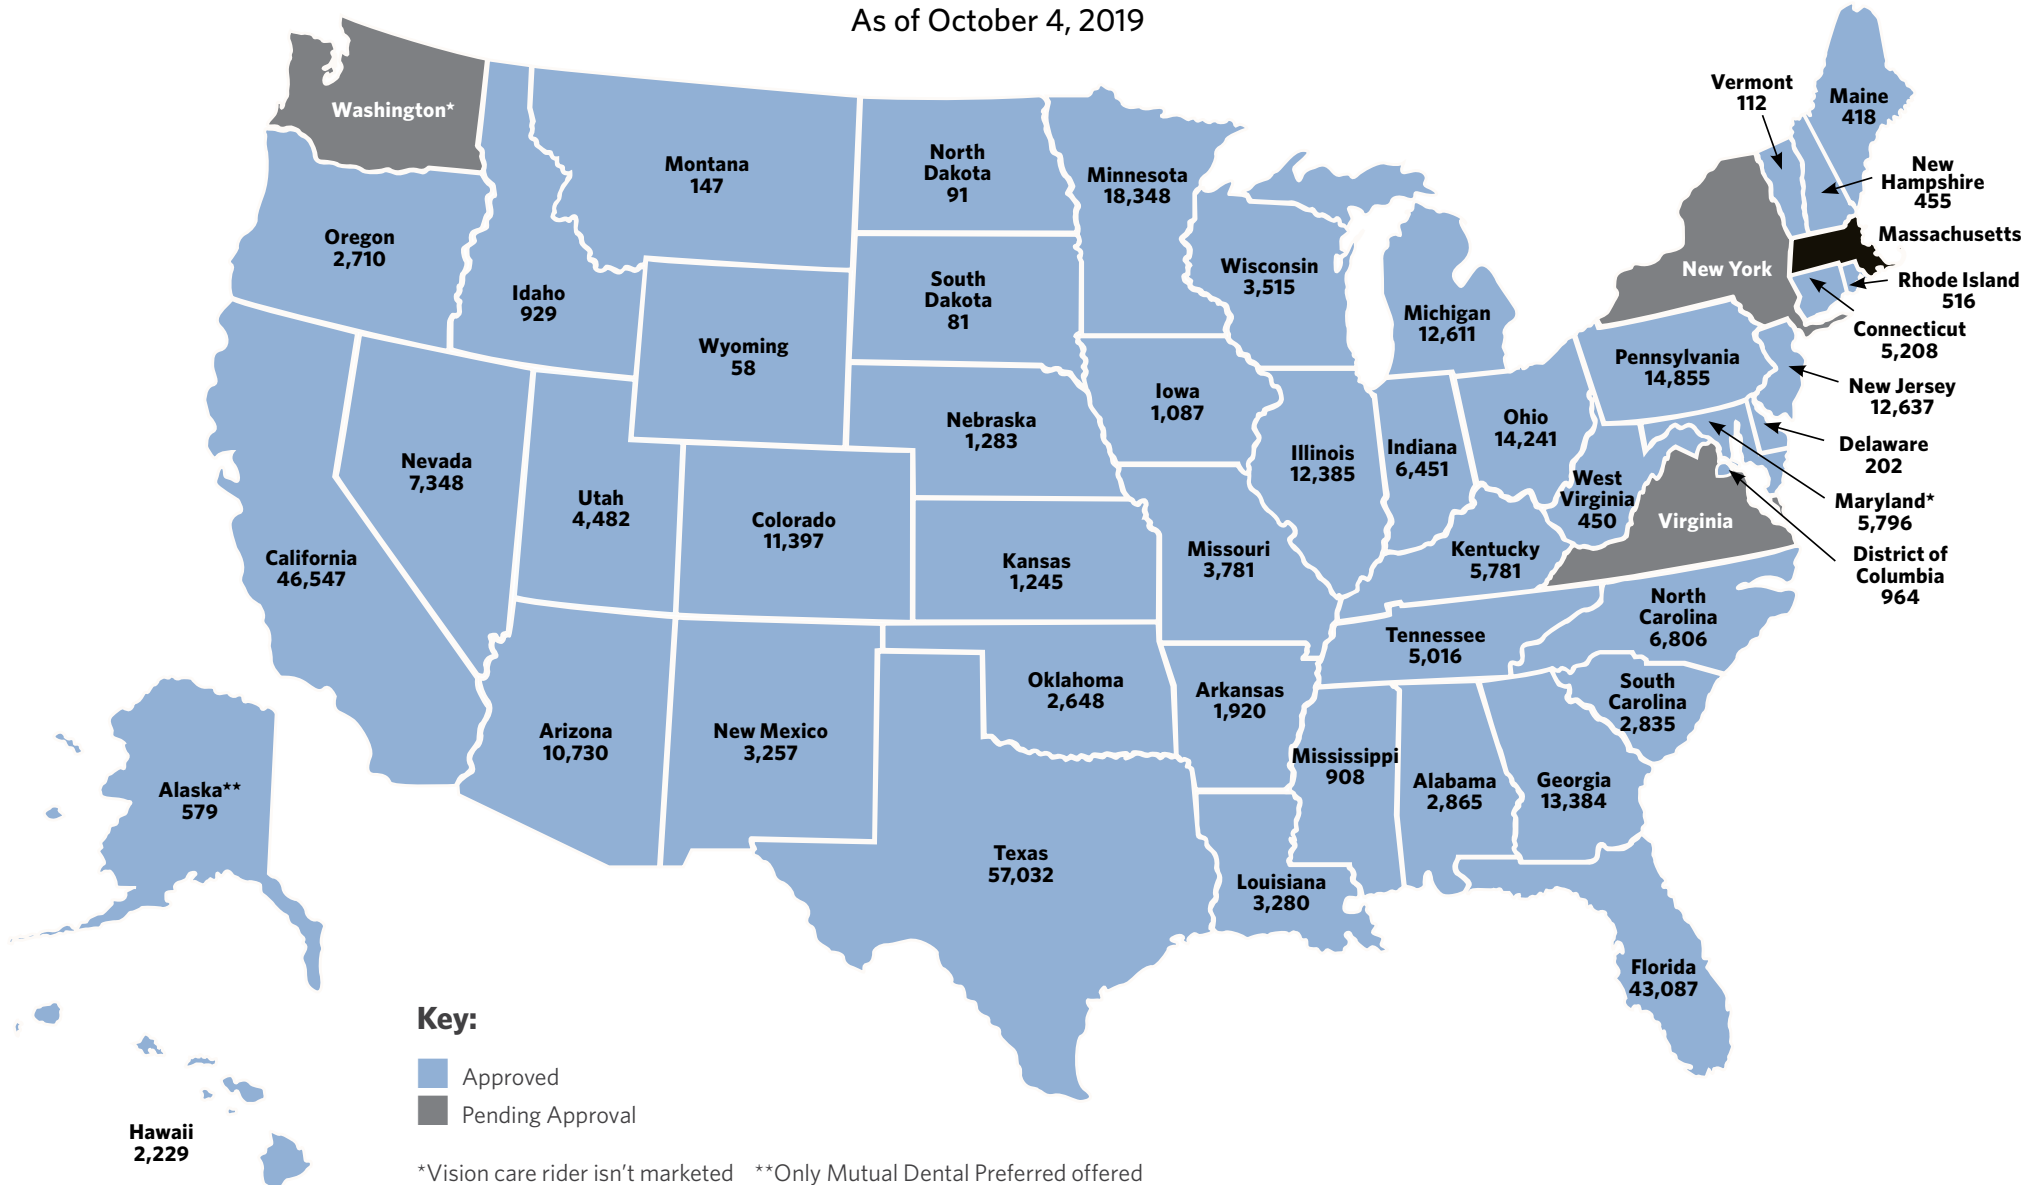 As of October 4, 2019
Washington*
Oregon
2,710
Idaho
929
Montana
147
North
Dakota
91
Minnesota
18,348
South
Dakota
81
Wyoming
58
Wisconsin
3,515
Michigan
12,611
Vermont
112
Maine
418
New
Hampshire
455
Massachusetts
New York
Rhode Island
516
Connecticut
5,208
Pennsylvania
14,855
New Jersey
12,637
Delaware
202
Maryland*
5,796
District of
Columbia
964
Nevada
7,348
Utah
4,482
Colorado
11,397
Nebraska
1,283
Iowa
1,087
Illinois
12,385
Indiana
6,451
Ohio
14,241
West
Virginia
450
Virginia
California
46,547
Kansas
1,245
Missouri
3,781
Kentucky
5,781
North
Carolina
6,806
Tennessee
5,016
South
Carolina
2,835
Arizona
10,730
New Mexico
3,257
Oklahoma
2,648
Arkansas
1,920
Mississippi
908
Alabama
2,865
Georgia
13,384
Alaska**
579
Texas
57,032
Louisiana
3,280
Florida
43,087
Hawaii
2,229
Key:
Approved
Pending Approval
*Vision care rider isn't marketed **Only Mutual Dental Preferred offered